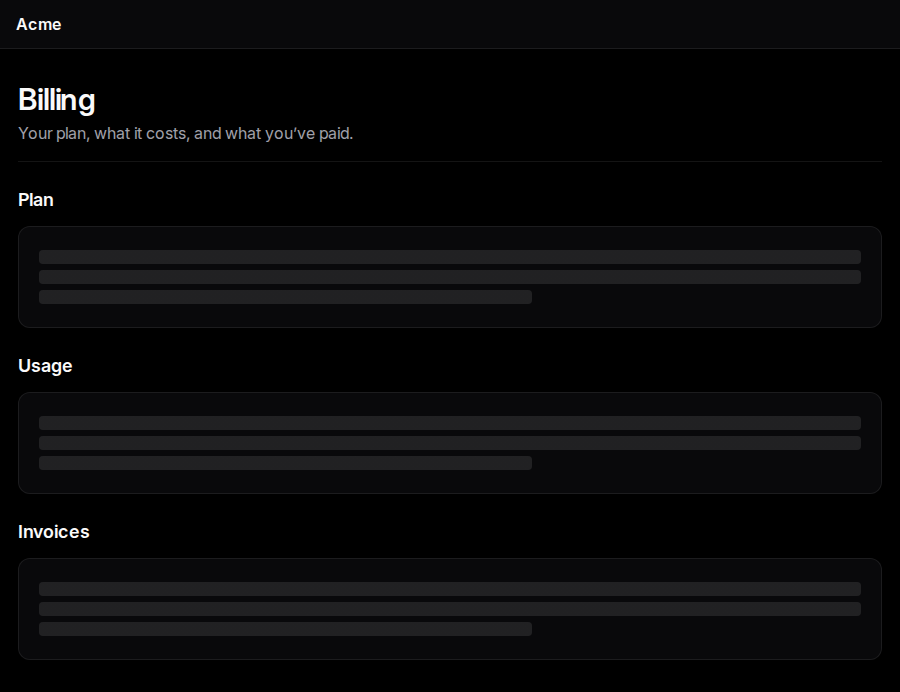 Acme
Billing
Your plan, what it costs, and what you’ve paid.
Plan
Usage
Invoices